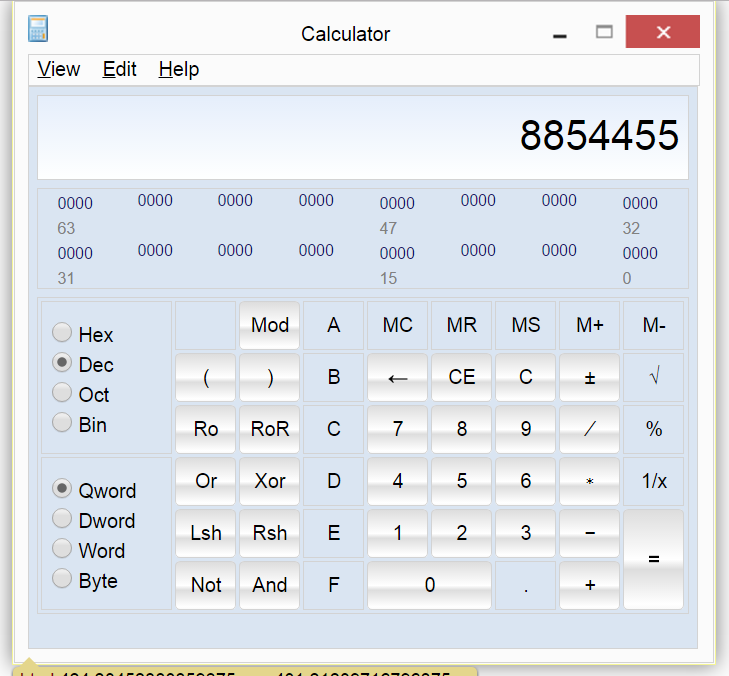 Calculator
View Edit Help
8854455
0000 0000 0000 0000 0000 0000 0000 0000
63 47 32
0000 0000 0000 0000 0000 0000 0000 0000
31 15 0
Hex
Dec
Oct
Bin
Qword
Dword
Word
Byte
Mod A MC MR MS M+ M-
( ) B ← CE C ± √
Ro RoR C 7 8 9 / %
Or Xor D 4 5 6 * 1/x
Lsh Rsh E 1 2 3 − =
Not And F 0 . +